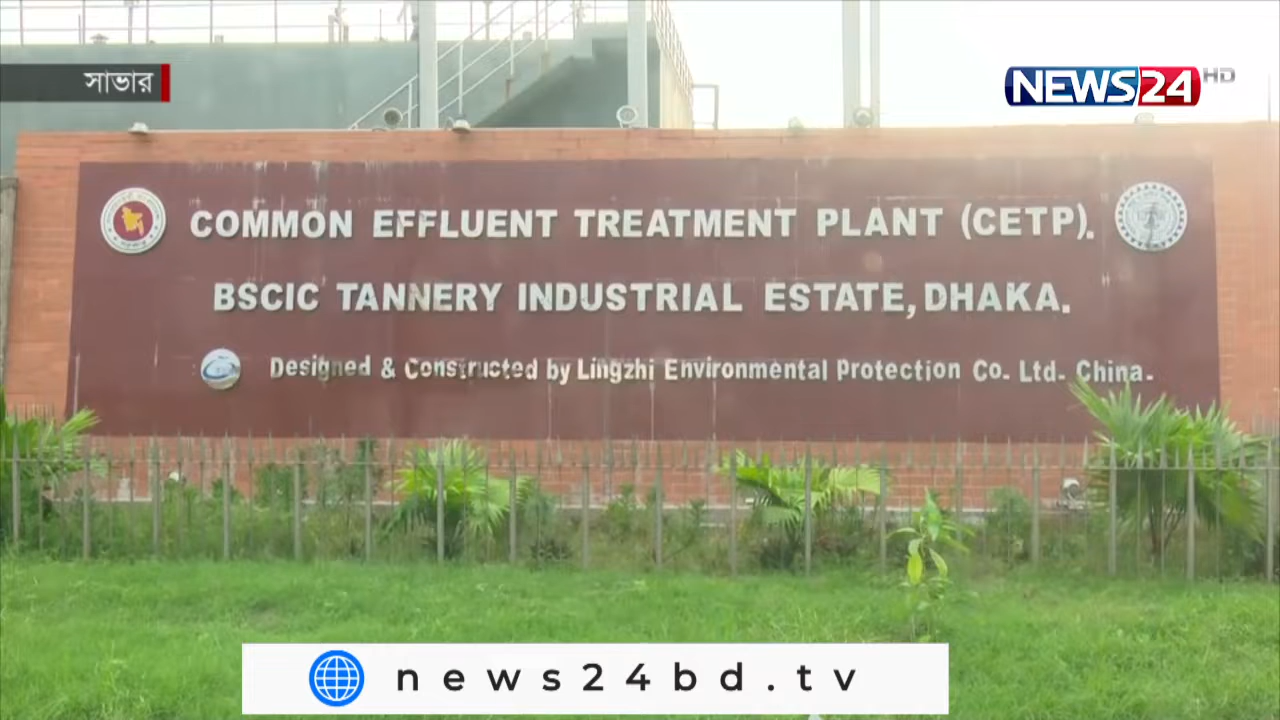 সাভার
NEWS24 HD
COMMON EFFLUENT TREATMENT PLANT (CETP).
BSCIC TANNERY INDUSTRIAL ESTATE, DHAKA.
Designed & Constructed by Lingzhi Environmental Protection Co. Ltd. China.
news24bd.tv